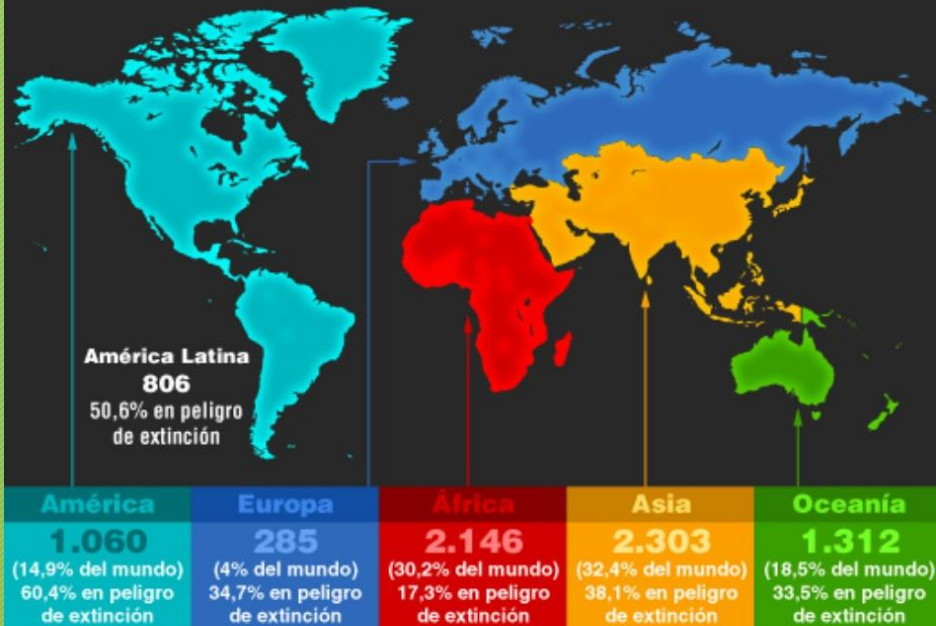 América Latina
806
50,6% en peligro
de extinción
América
1.060
(14,9% del mundo)
60,4% en peligro
de extinción
Europa
285
(4% del mundo)
34,7% en peligro
de extinción
África
2.146
(30,2% del mundo)
17,3% en peligro
de extinción
Asia
2.303
(32,4% del mundo)
38,1% en peligro
de extinción
Oceanía
1.312
(18,5% del mundo)
33,5% en peligro
de extinción